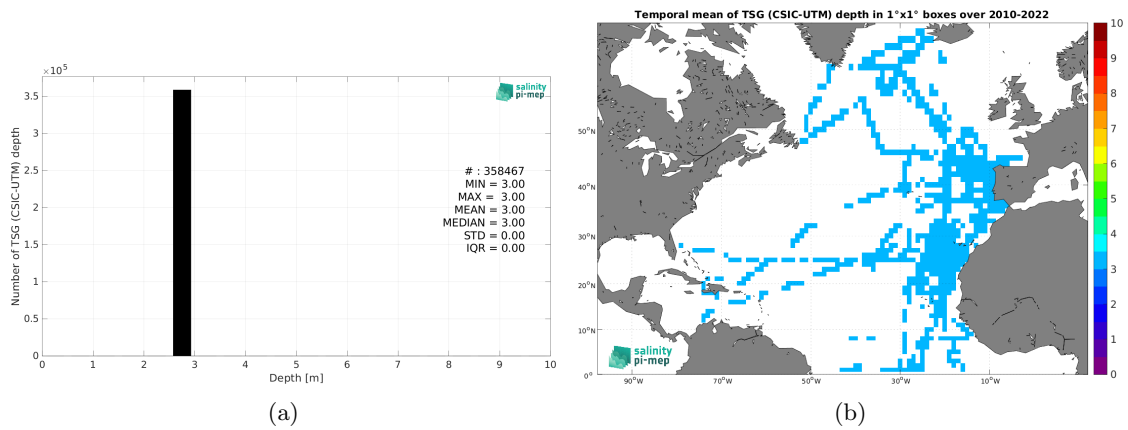 ×10⁵
3.5
3
2.5
2
1.5
1
0.5
0
Number of TSG (CSIC-UTM) depth
0 1 2 3 4 5 6 7 8 9 10
Depth [m]
salinity
pi-mep
# : 358467
MIN = 3.00
MAX = 3.00
MEAN = 3.00
MEDIAN = 3.00
STD = 0.00
IQR = 0.00
(a)
Temporal mean of TSG (CSIC-UTM) depth in 1°x1° boxes over 2010-2022
50°N
40°N
30°N
20°N
10°N
0°
90°W 70°W 50°W 30°W 10°W
salinity
pi-mep
10
9
8
7
6
5
4
3
2
1
0
(b)